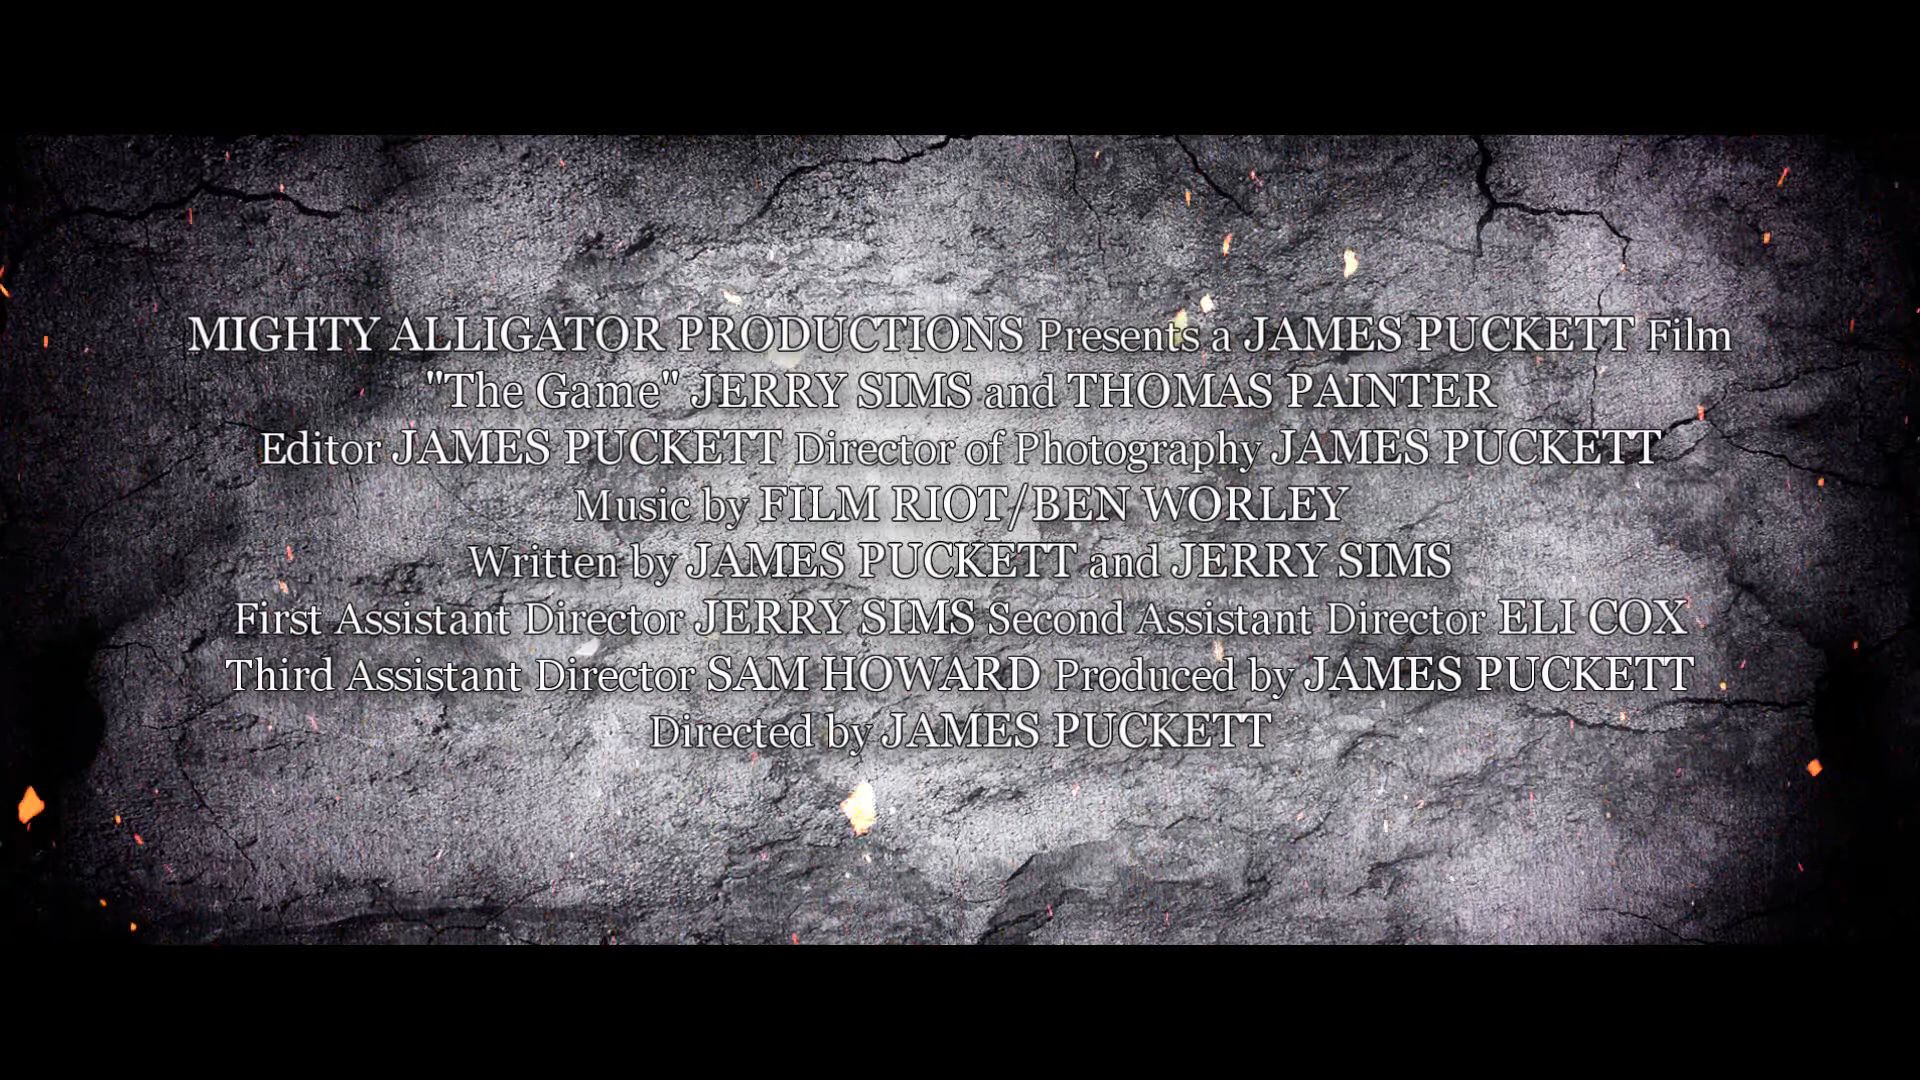 MIGHTY ALLIGATOR PRODUCTIONS Presents a JAMES PUCKETT Film
"The Game" JERRY SIMS and THOMAS PAINTER
Editor JAMES PUCKETT Director of Photography JAMES PUCKETT
Music by FILM RIOT/BEN WORLEY
Written by JAMES PUCKETT and JERRY SIMS
First Assistant Director JERRY SIMS Second Assistant Director ELI COX
Third Assistant Director SAM HOWARD Produced by JAMES PUCKETT
Directed by JAMES PUCKETT